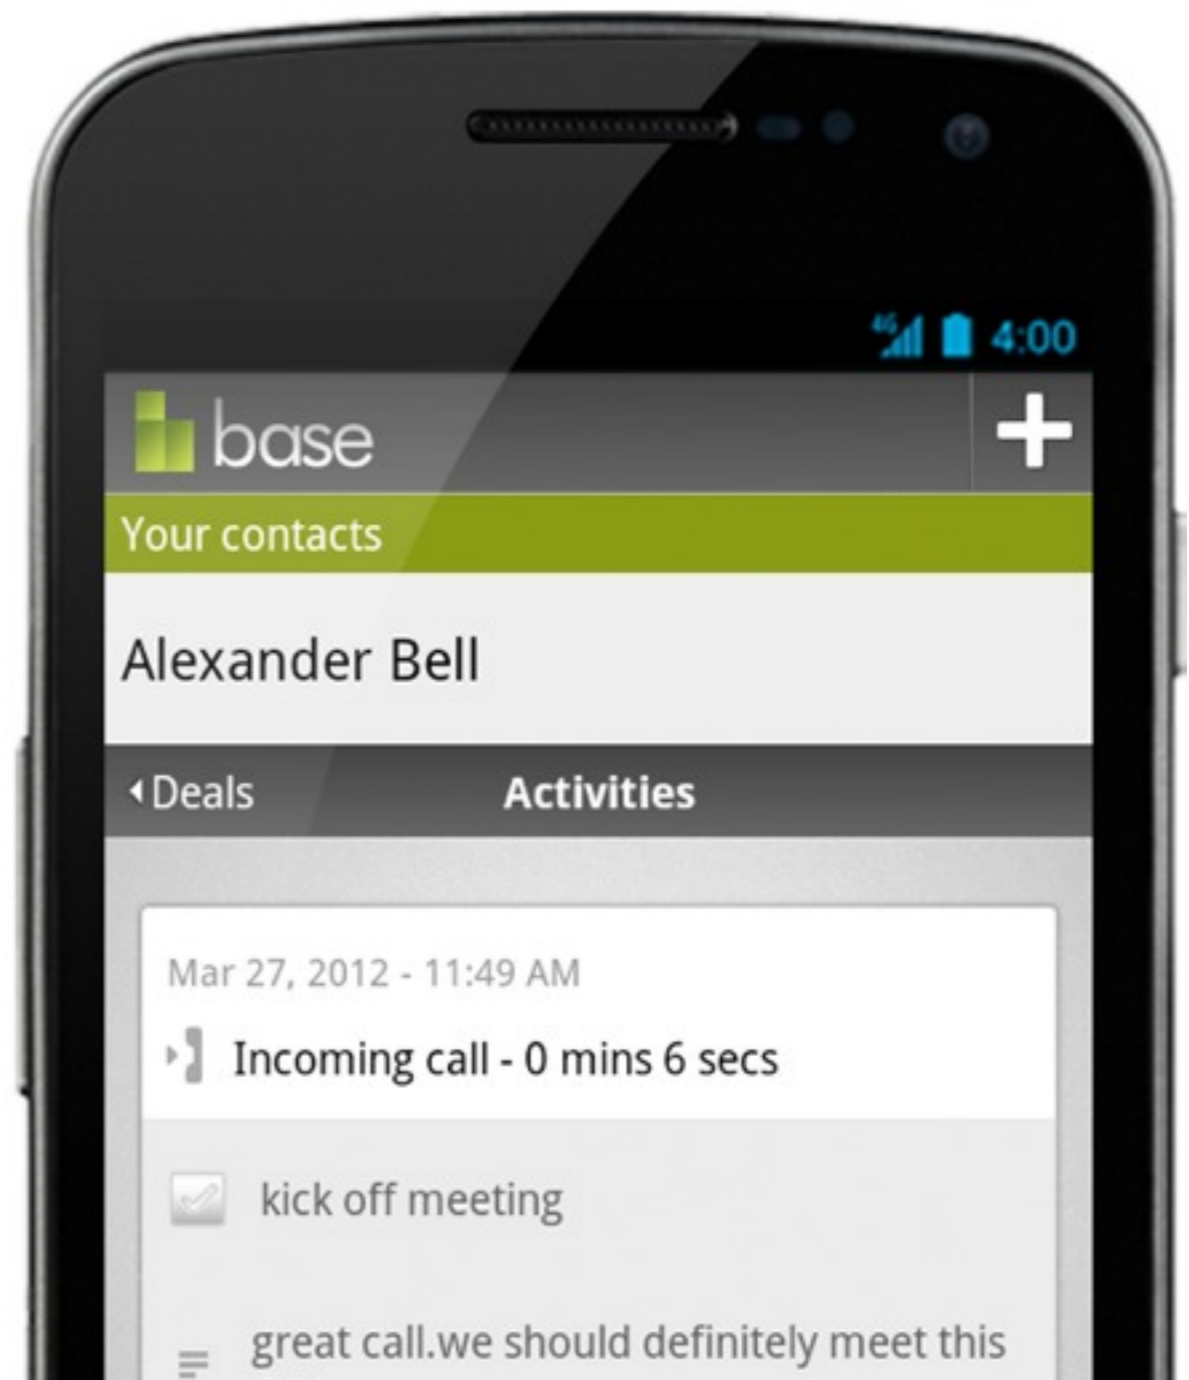 4G 4:00
base
Your contacts
Alexander Bell
Deals Activities
Mar 27, 2012 - 11:49 AM
Incoming call - 0 mins 6 secs
kick off meeting
great call.we should definitely meet this